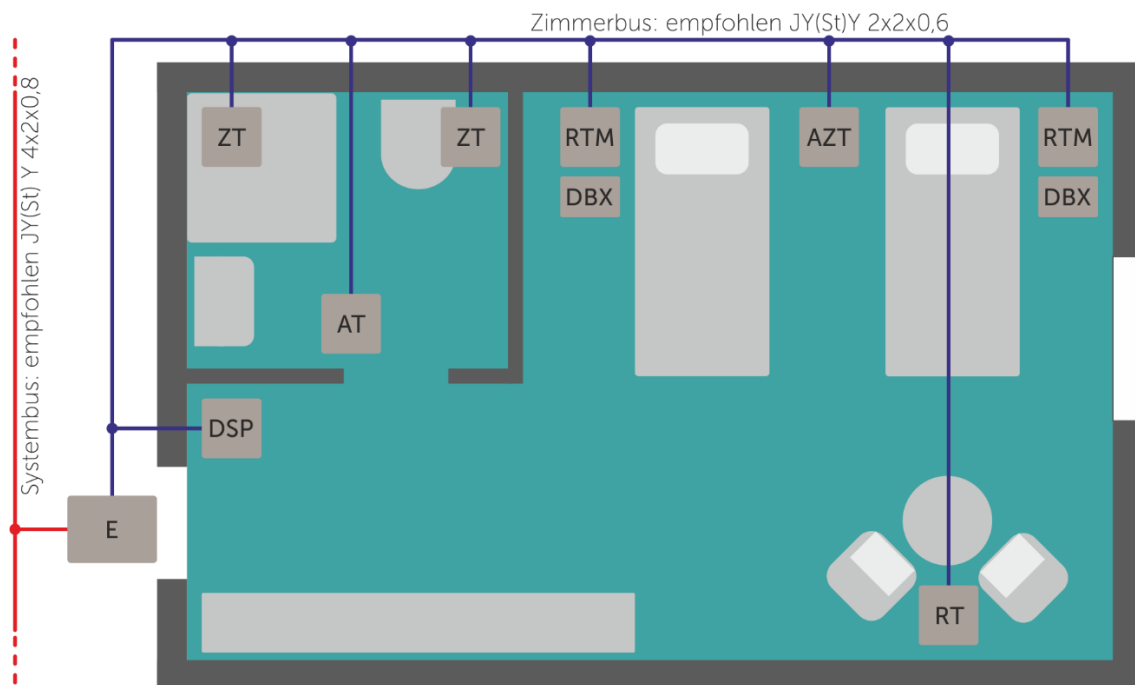 Zimmerbus: empfohlen JY(St)Y 2x2x0,6
Systembus: empfohlen JY(St) Y 4x2x0,8
ZT
ZT
RTM
AZT
RTM
DBX
DBX
AT
DSP
E
RT